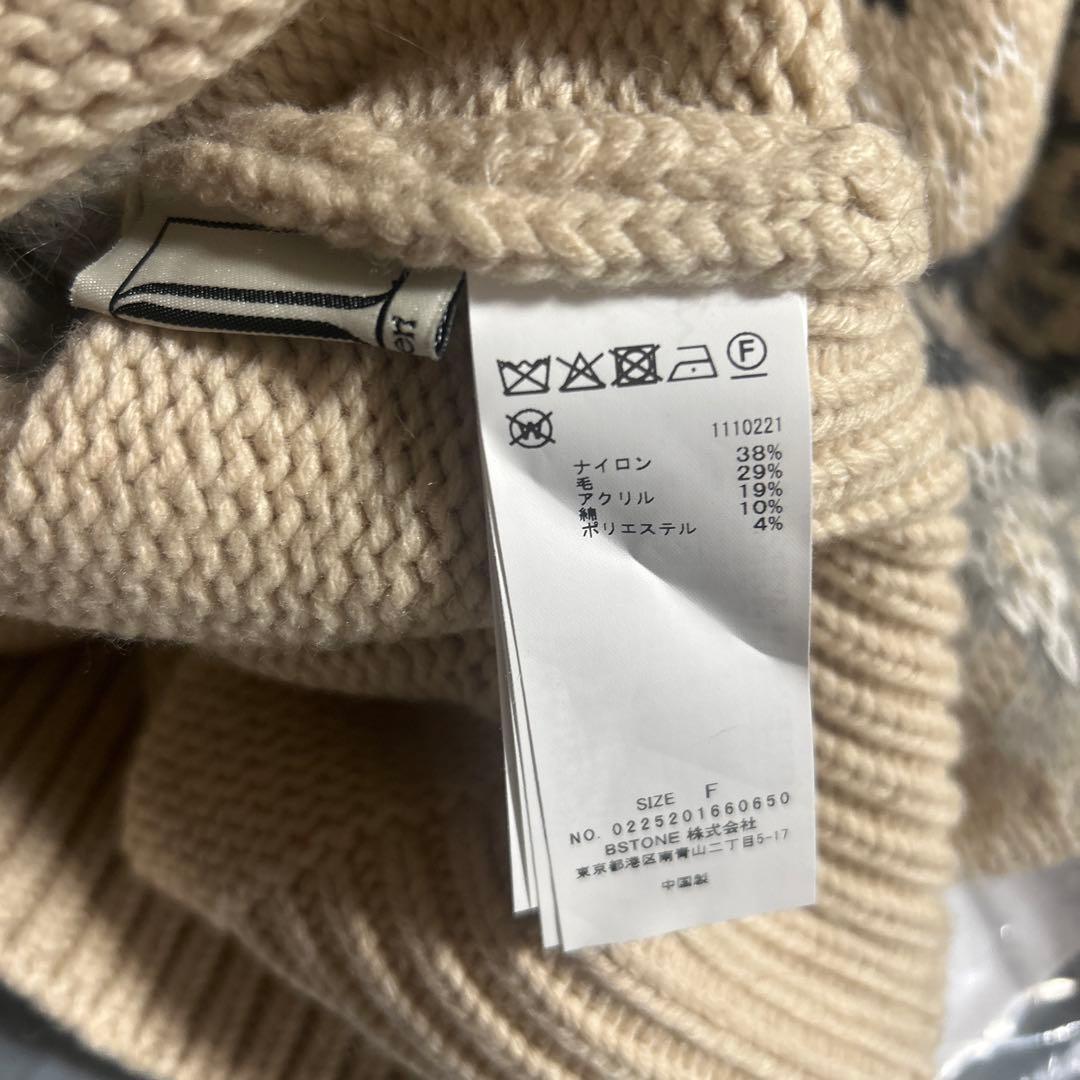 er
F
W
1110221
ナイロン 38%
毛 29%
アクリル 19%
綿 10%
ポリエステル 4%
SIZE F
NO. 0225201660650
BSTONE 株式会社
東京都港区南青山二丁目5-17
中国製